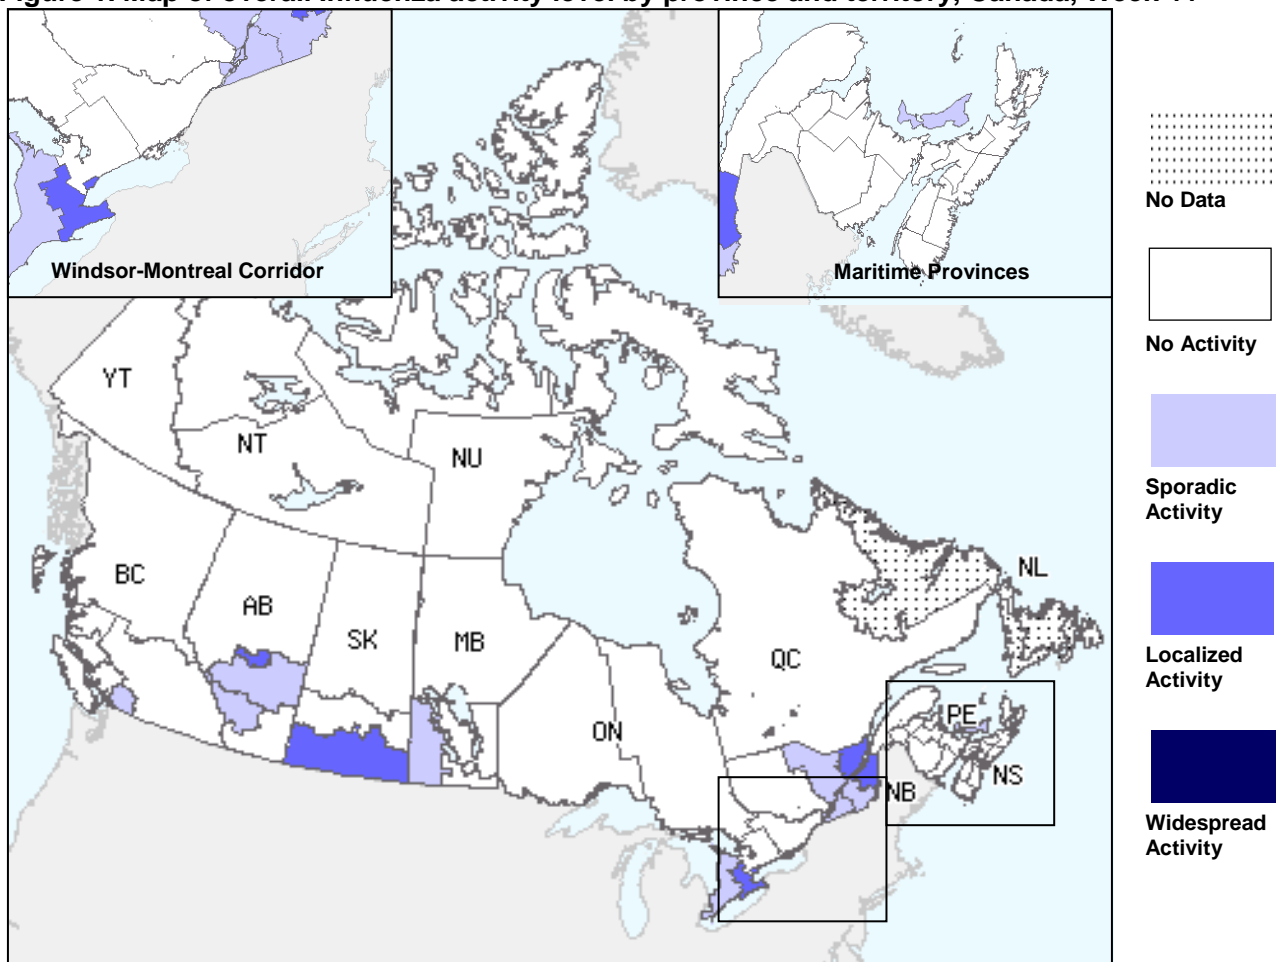 Windsor-Montreal Corridor
Maritime Provinces
No Data
No Activity
Sporadic
Activity
Localized
Activity
Widespread
Activity
YT
NT
NU
BC
AB
SK
MB
ON
QC
NL
PE
NS
NB